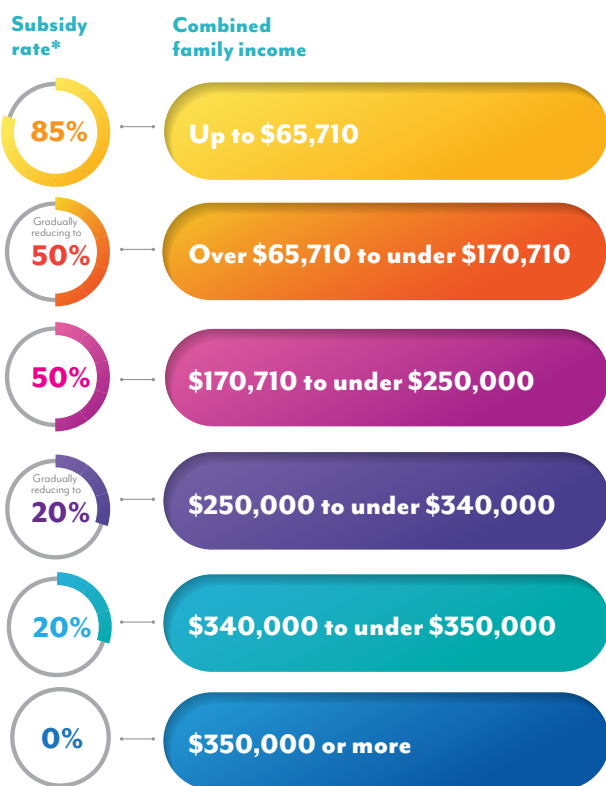 Subsidy
rate*
Combined
family income
85%
Up to $65,710
Gradually
reducing to
50%
Over $65,710 to under $170,710
50%
$170,710 to under $250,000
Gradually
reducing to
20%
$250,000 to under $340,000
20%
$340,000 to under $350,000
0%
$350,000 or more